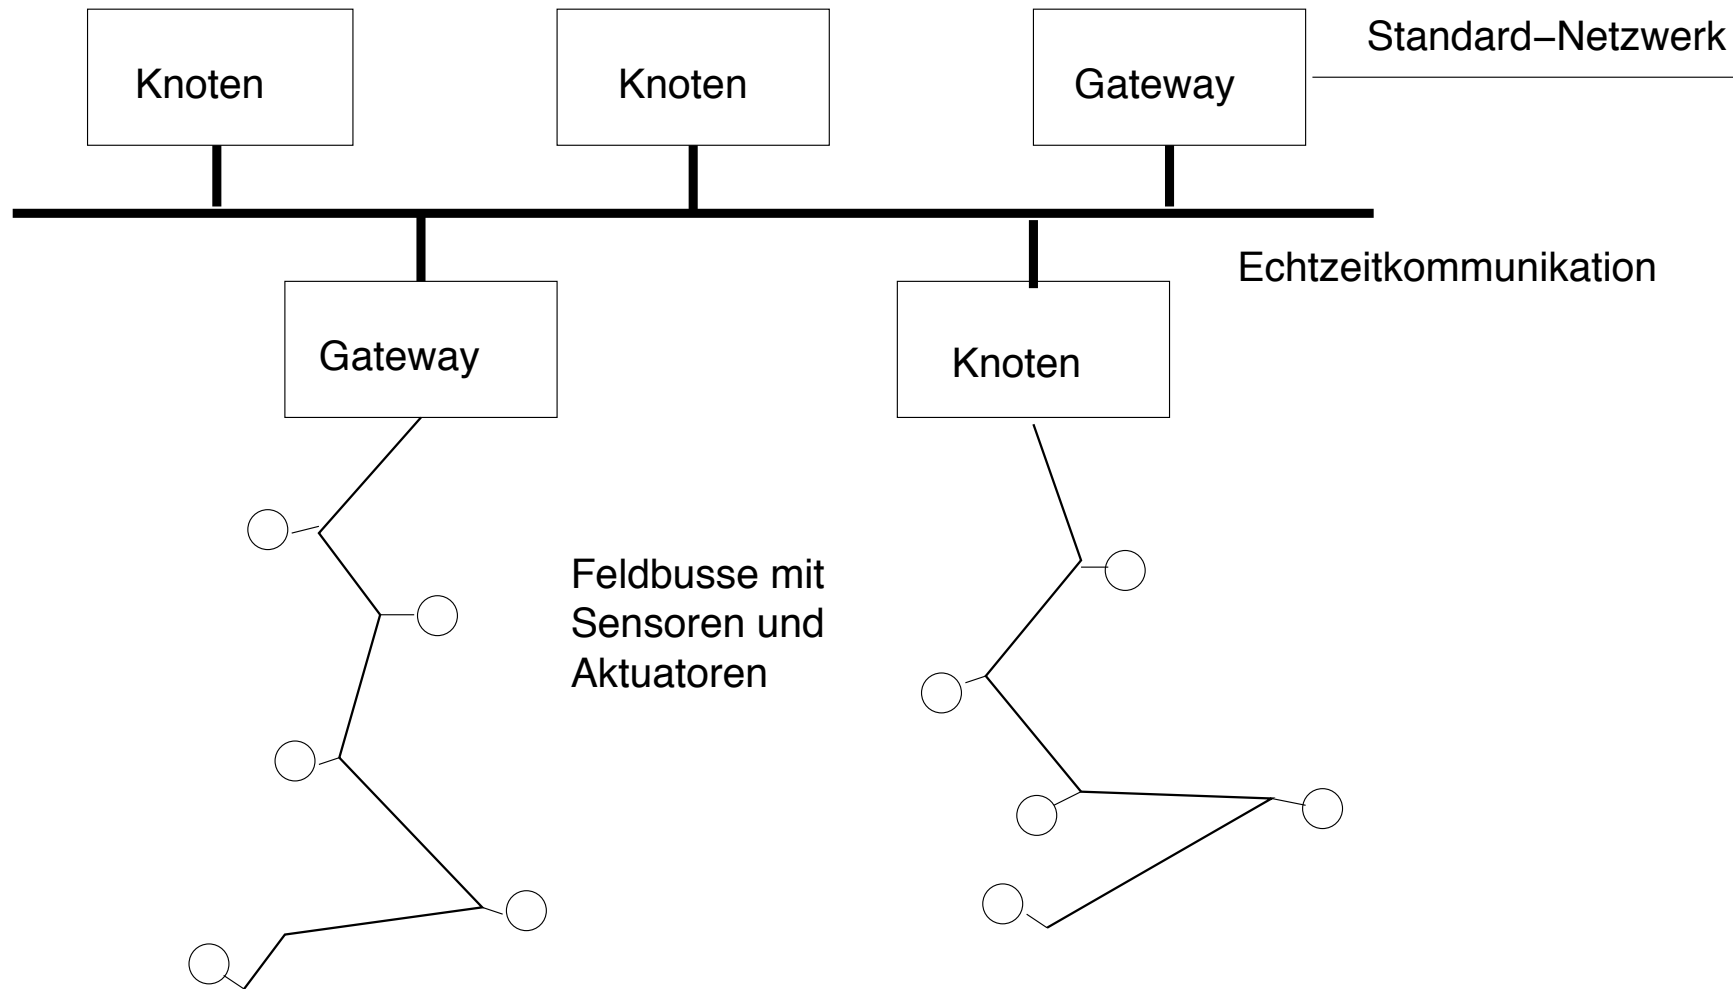 Standard–Netzwerk
Knoten
Knoten
Gateway
Echtzeitkommunikation
Gateway
Knoten
Feldbusse mit
Sensoren und
Aktuatoren